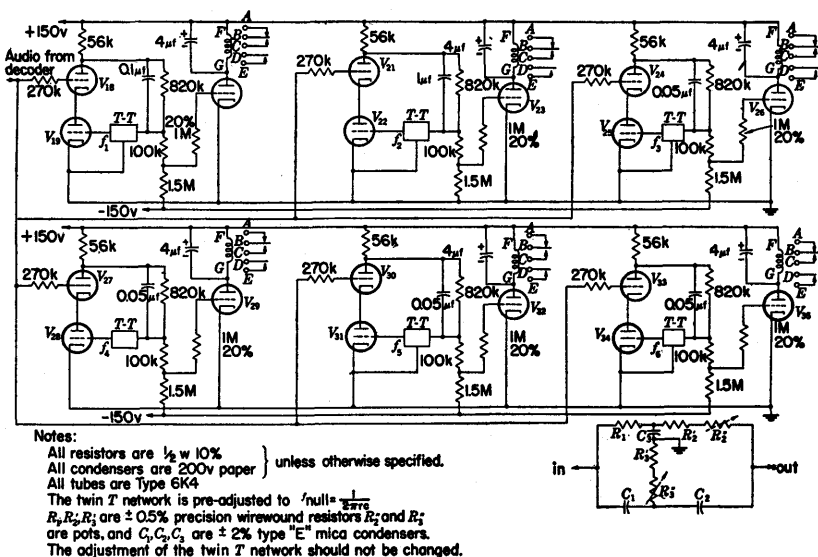 +150v
56k
4μf
F
A
B
C
D
G
E
Audio from
decoder
270k
V18
0.1μf
820k
V19
T-T
f1
20%
1M
100k
1.5M
56k
4μf
F
A
B
C
D
G
E
270k
V21
1μf
820k
V23
V22
T-T
f2
1M
20%
100k
1.5M
56k
4μf
F
A
B
C
D
G
E
270k
V24
0.05μf
820k
V26
V25
T-T
f3
1M
20%
100k
1.5M
-150v
+150v
56k
4μf
F
A
B
C
D
G
E
270k
V27
0.05μf
820k
V29
V28
T-T
f4
1M
20%
100k
1.5M
56k
4μf
F
A
B
C
D
G
E
270k
V30
0.05μf
820k
V32
V31
T-T
f5
1M
20%
100k
1.5M
56k
4μf
F
A
B
C
D
G
E
270k
V33
0.05μf
820k
V34
T-T
f6
1M
20%
100k
1.5M
-150v
Notes:
All resistors are ½ w 10%
All condensers are 200v paper } unless otherwise specified.
All tubes are Type 6K4
The twin T network is pre-adjusted to fnull= 1/2πrc
R1,R2',R3' are ± 0.5% precision wirewound resistors R2" and R3"
are pots, and C1,C2,C3 are ± 2% type "E" mica condensers.
The adjustment of the twin T network should not be changed.
R1
C3
R2'
R2"
R3'
in
out
R3"
C1
C2